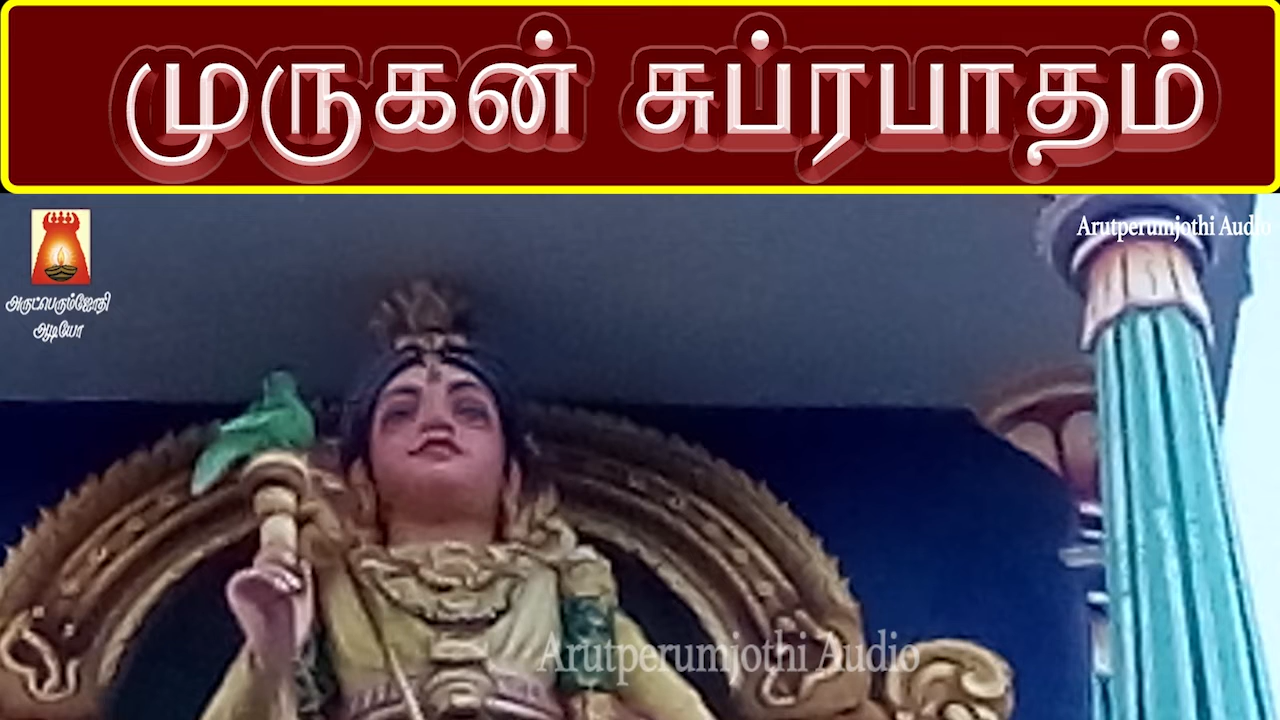 முருகன் சுப்ரபாதம்
Arutperumjothi Audio
அருட்பெரும்ஜோதி
ஆடியோ
Arutperumjothi Audio